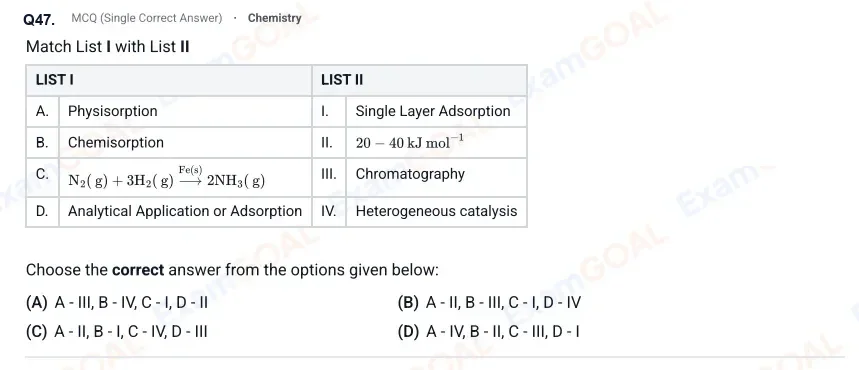 Q47. MCQ (Single Correct Answer) · Chemistry
Match List I with List II
LIST I LIST II
A. Physisorption I. Single Layer Adsorption
B. Chemisorption II. 20 – 40 kJ mol⁻¹
C. N₂( g) + 3H₂( g) —Fe(s)→ 2NH₃( g) III. Chromatography
D. Analytical Application or Adsorption IV. Heterogeneous catalysis
Choose the correct answer from the options given below:
(A) A - III, B - IV, C - I, D - II (B) A - II, B - III, C - I, D - IV
(C) A - II, B - I, C - IV, D - III (D) A - IV, B - II, C - III, D - I
ExamGOAL